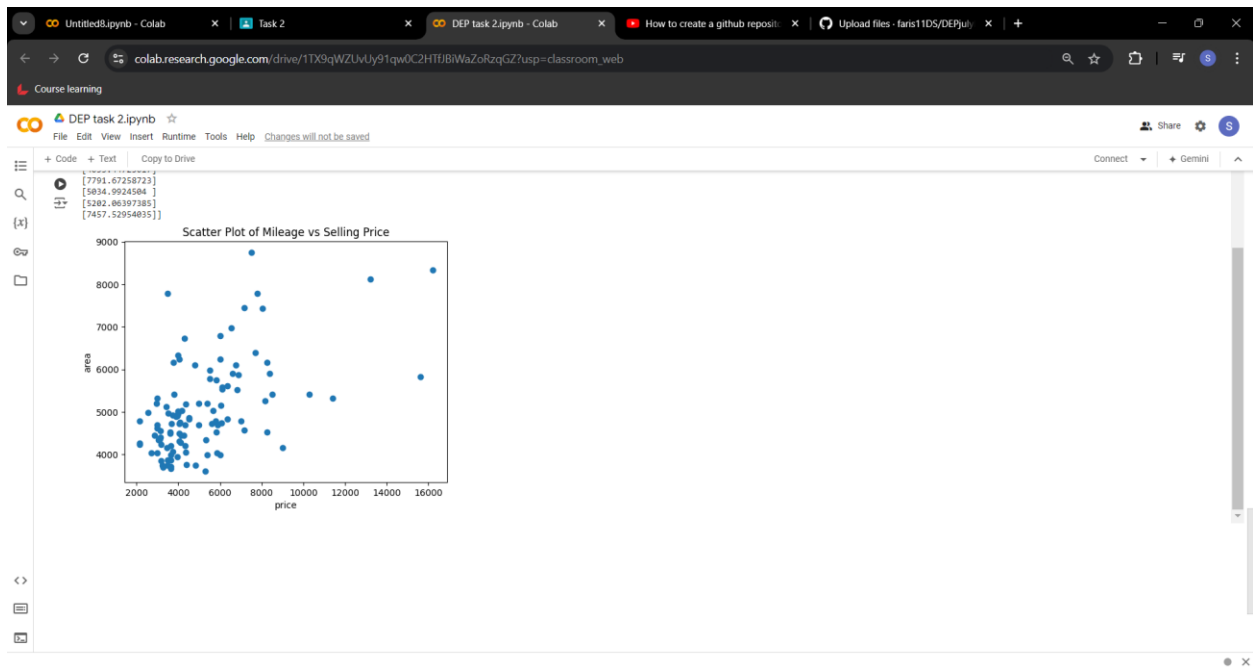 Untitled8.ipynb - Colab
Task 2
DEP task 2.ipynb - Colab
How to create a github reposito
Upload files · faris11DS/DEPjuly
colab.research.google.com/drive/1TX9qWZUvUy91qw0C2HTfJBiWaZoRzqGZ?usp=classroom_web
S
Course learning
DEP task 2.ipynb
File Edit View Insert Runtime Tools Help Changes will not be saved
Share
S
+ Code + Text Copy to Drive
Connect
Gemini
{x}
[7791.67258723]
[5034.9924504 ]
[5202.06397385]
[7457.52954035]]
Scatter Plot of Mileage vs Selling Price
9000
8000
7000
6000
5000
4000
area
2000 4000 6000 8000 10000 12000 14000 16000
price